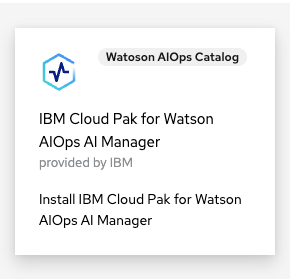 Watoson AIOps Catalog
IBM Cloud Pak for Watson
AIOps AI Manager
provided by IBM
Install IBM Cloud Pak for Watson
AIOps AI Manager